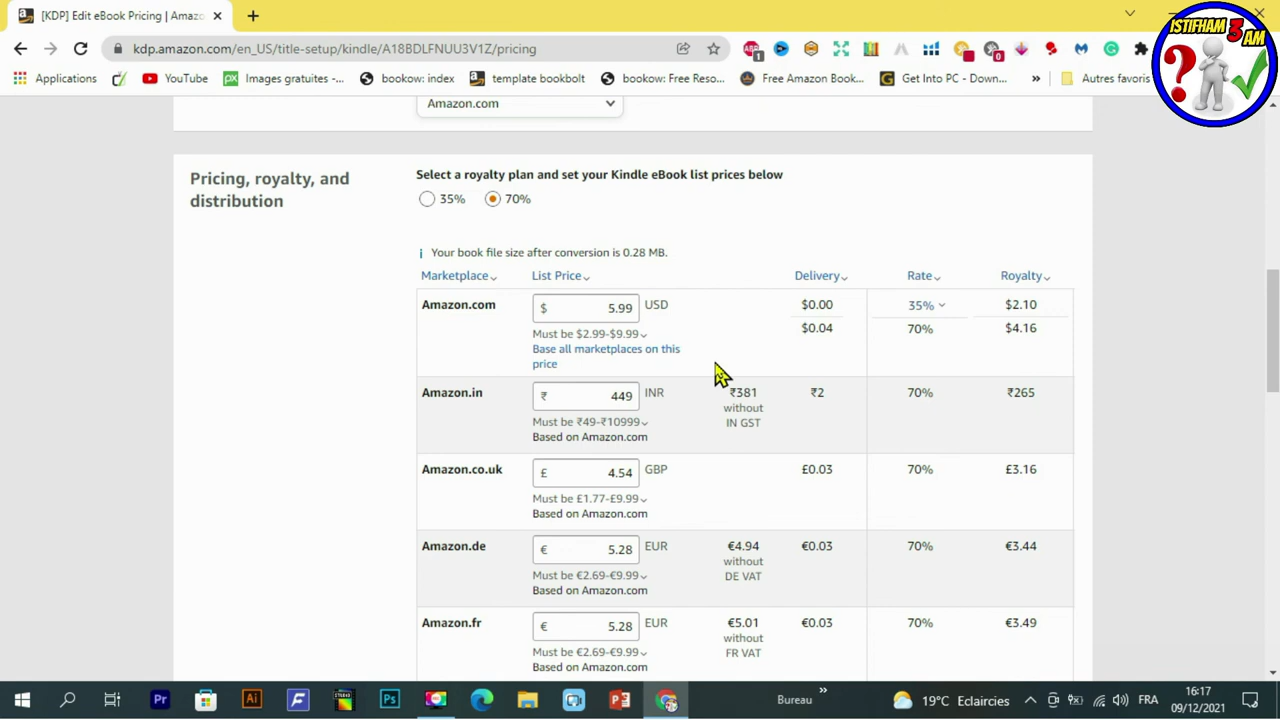 [KDP] Edit eBook Pricing | Amazo
kdp.amazon.com/en_US/title-setup/kindle/A18BDLFNUU3V1Z/pricing
Applications
YouTube
Images gratuites -...
bookow: index
template bookbolt
bookow: Free Reso...
Free Amazon Book...
Get Into PC - Down...
»
Autres favoris
ISTIFHAM 3AM
Amazon.com
Pricing, royalty, and distribution
Select a royalty plan and set your Kindle eBook list prices below
35% 70%
i Your book file size after conversion is 0.28 MB.
Marketplace List Price Delivery Rate Royalty
Amazon.com $ 5.99 USD $0.00 35% $2.10
$0.04 70% $4.16
Must be $2.99-$9.99
Base all marketplaces on this
price
Amazon.in ₹ 449 INR ₹381 ₹2 70% ₹265
without
IN GST
Must be ₹49-₹10999
Based on Amazon.com
Amazon.co.uk £ 4.54 GBP £0.03 70% £3.16
Must be £1.77-£9.99
Based on Amazon.com
Amazon.de € 5.28 EUR €4.94 €0.03 70% €3.44
without
DE VAT
Must be €2.69-€9.99
Based on Amazon.com
Amazon.fr € 5.28 EUR €5.01 €0.03 70% €3.49
without
FR VAT
Must be €2.69-€9.99
Based on Amazon.com
Bureau » 19°C Eclaircies FRA
16:17
09/12/2021